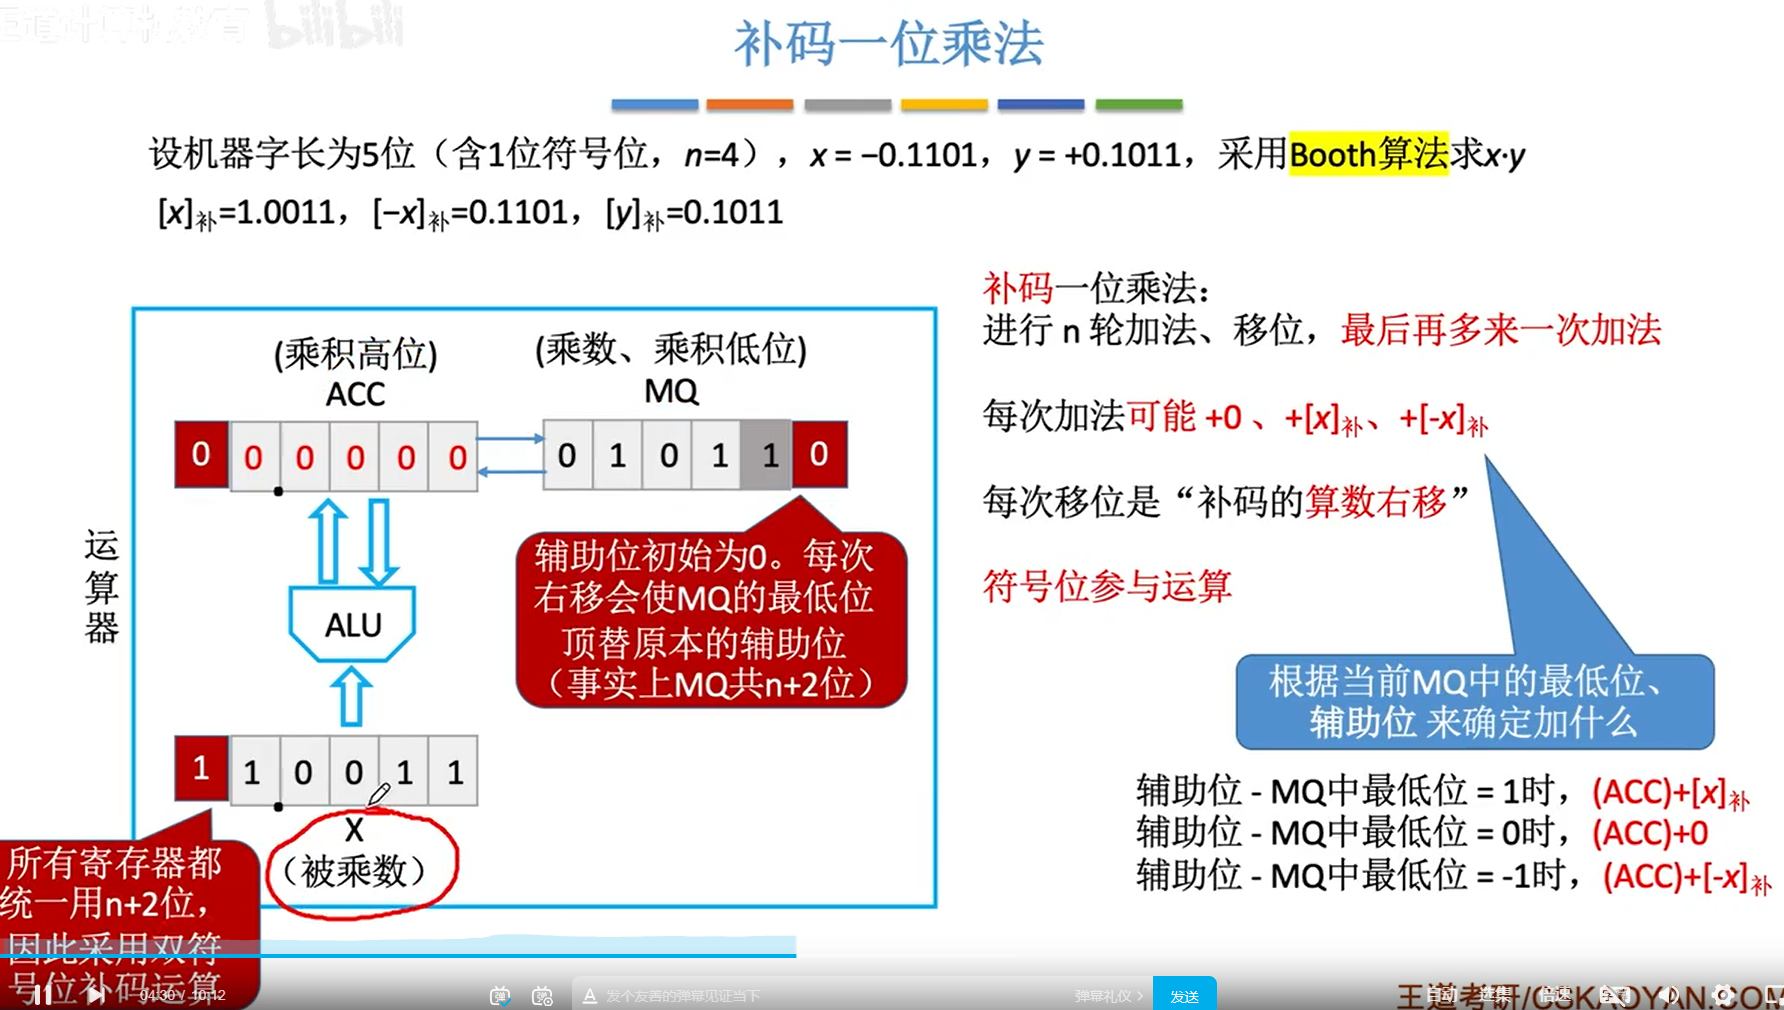 王道计算机教育 bilibili
补码一位乘法
设机器字长为5位（含1位符号位，n=4），x = −0.1101，y = +0.1011，采用Booth算法求x·y
[x]补=1.0011，[−x]补=0.1101，[y]补=0.1011
补码一位乘法：
进行 n 轮加法、移位，最后再多来一次加法
每次加法可能 +0 、+[x]补、+[-x]补
每次移位是“补码的算数右移”
符号位参与运算
根据当前MQ中的最低位、
辅助位 来确定加什么
辅助位 - MQ中最低位 = 1时，(ACC)+[x]补
辅助位 - MQ中最低位 = 0时，(ACC)+0
辅助位 - MQ中最低位 = -1时，(ACC)+[-x]补
运算器
(乘积高位)
ACC
(乘数、乘积低位)
MQ
0 0 0 0 0 0
0 1 0 1 1 0
辅助位初始为0。每次
右移会使MQ的最低位
顶替原本的辅助位
（事实上MQ共n+2位）
ALU
1 1 0 0 1 1
X
（被乘数）
所有寄存器都
统一用n+2位，
因此采用双符
号位补码运算
04:30 / 10:12
弹
弹
A 发个友善的弹幕见证当下
弹幕礼仪 >
发送
自动
选集
倍速
王道考研/CSKAOYAN.COM